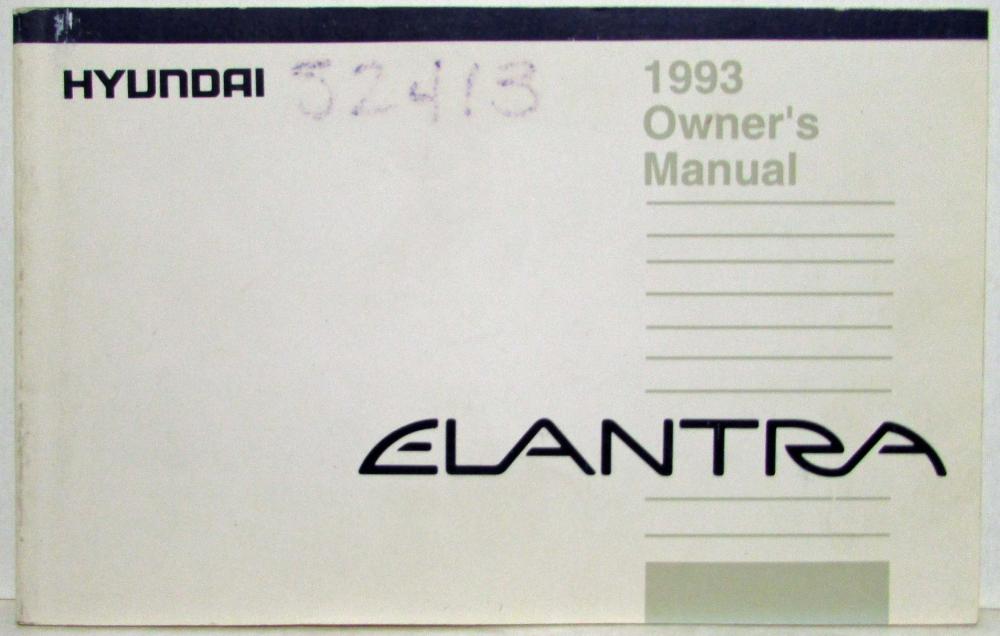 HYUNDAI
52413
1993
Owner's
Manual
ELANTRA